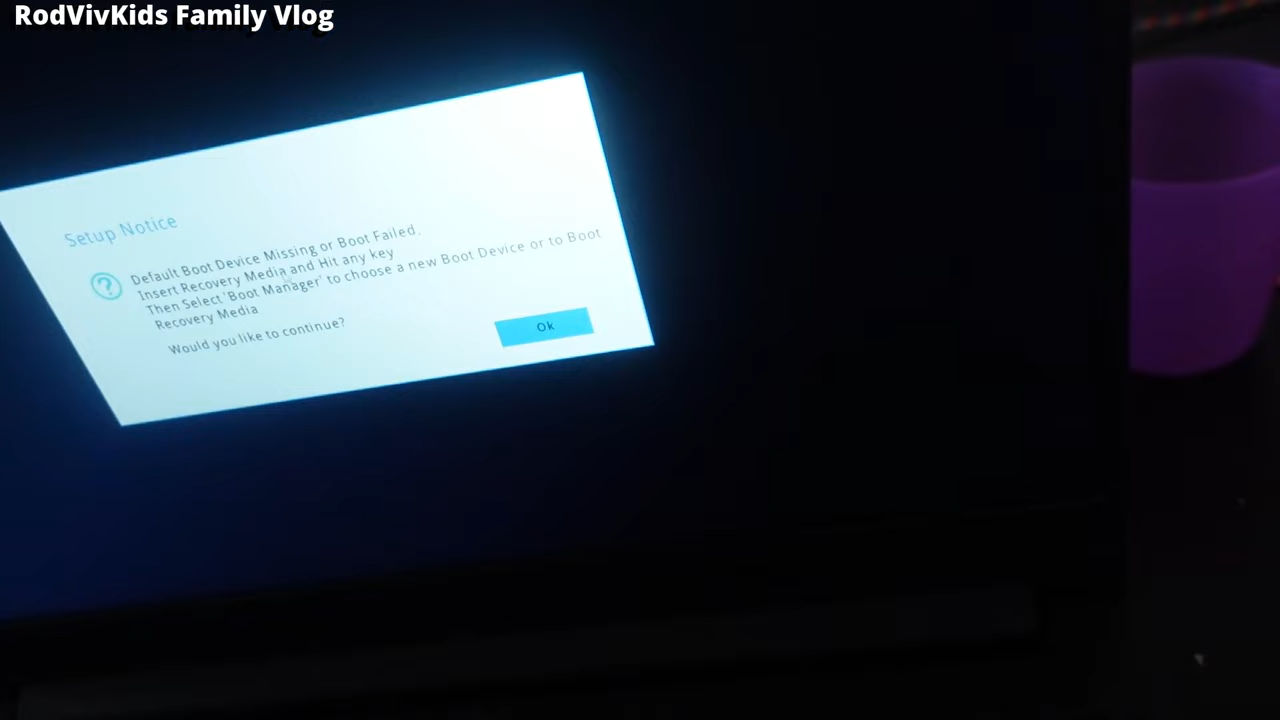 RodVivKids Family Vlog
Setup Notice
Default Boot Device Missing or Boot Failed.
Insert Recovery Media and Hit any key
Then Select 'Boot Manager' to choose a new Boot Device or to Boot
Recovery Media
Would you like to continue?
Ok